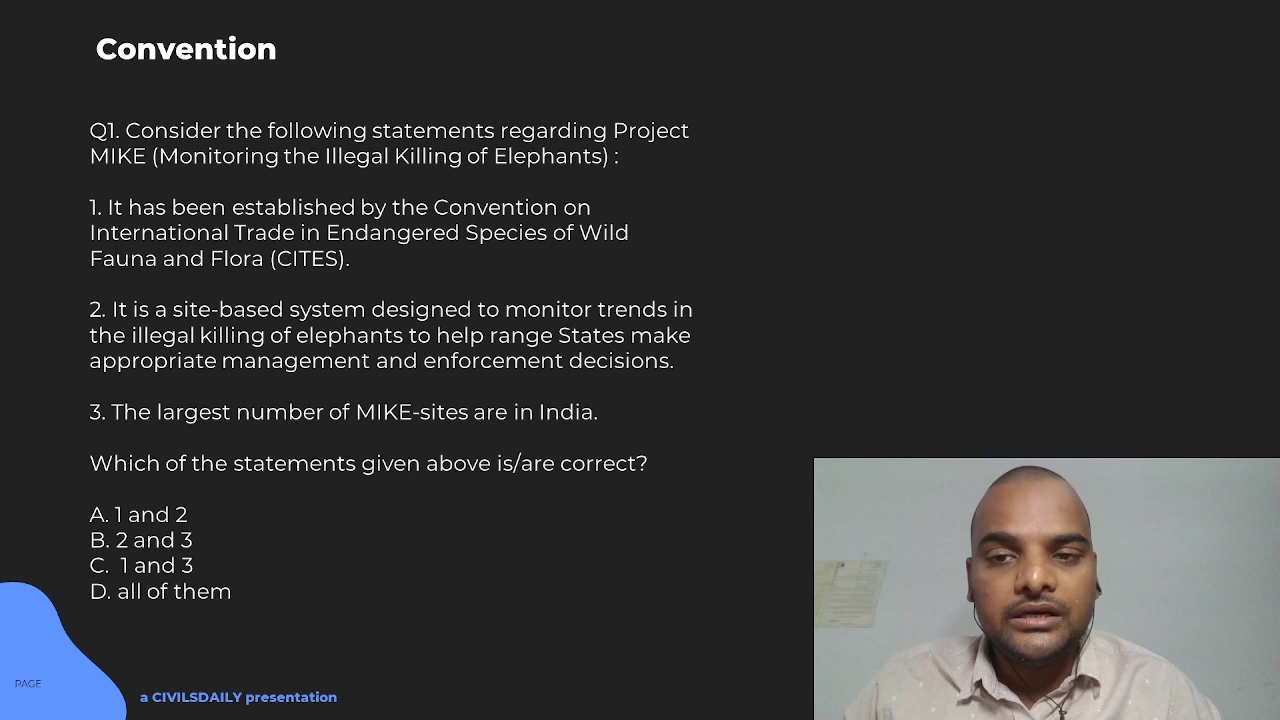 Convention
Q1. Consider the following statements regarding Project
MIKE (Monitoring the Illegal Killing of Elephants) :
1. It has been established by the Convention on
International Trade in Endangered Species of Wild
Fauna and Flora (CITES).
2. It is a site-based system designed to monitor trends in
the illegal killing of elephants to help range States make
appropriate management and enforcement decisions.
3. The largest number of MIKE-sites are in India.
Which of the statements given above is/are correct?
A. 1 and 2
B. 2 and 3
C.  1 and 3
D. all of them
PAGE
a CIVILSDAILY presentation